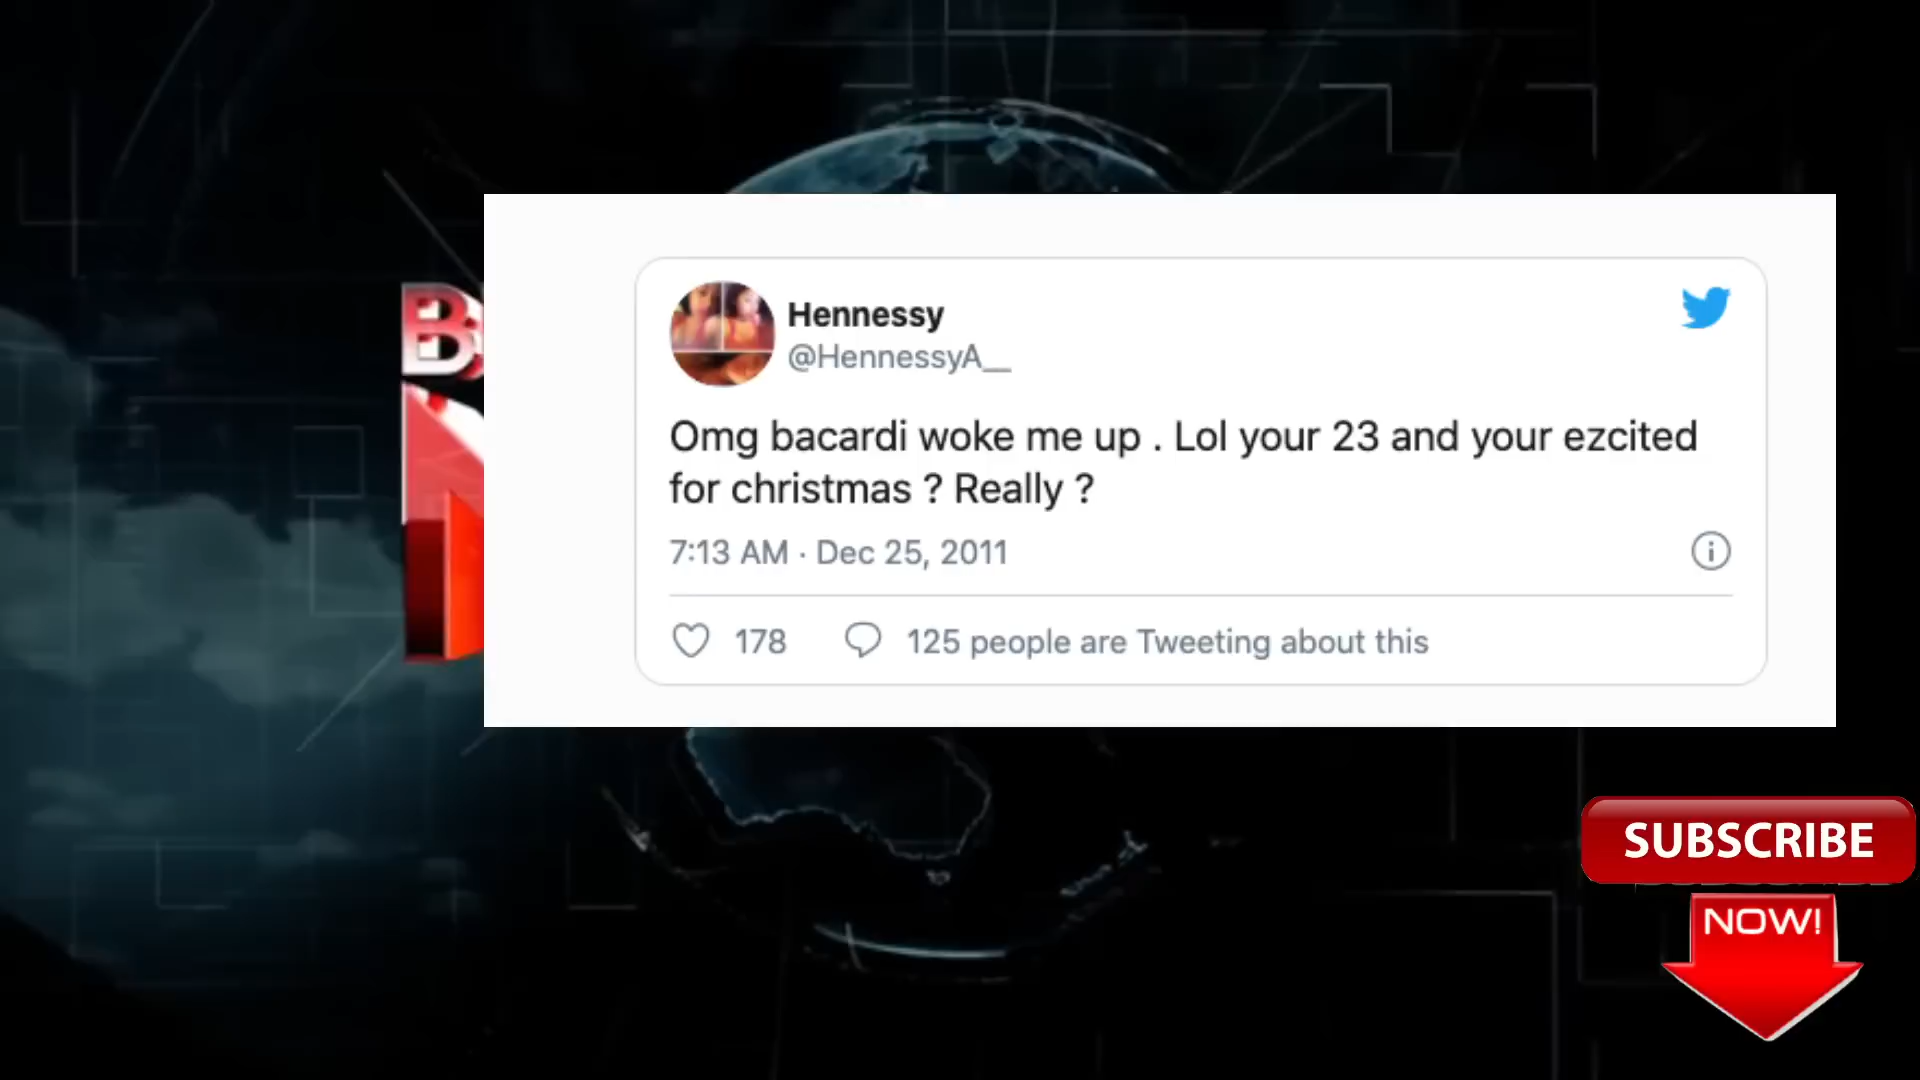 B
N
Hennessy
@HennessyA__
Omg bacardi woke me up . Lol your 23 and your ezcited
for christmas ? Really ?
7:13 AM · Dec 25, 2011
178 125 people are Tweeting about this
SUBSCRIBE
NOW!